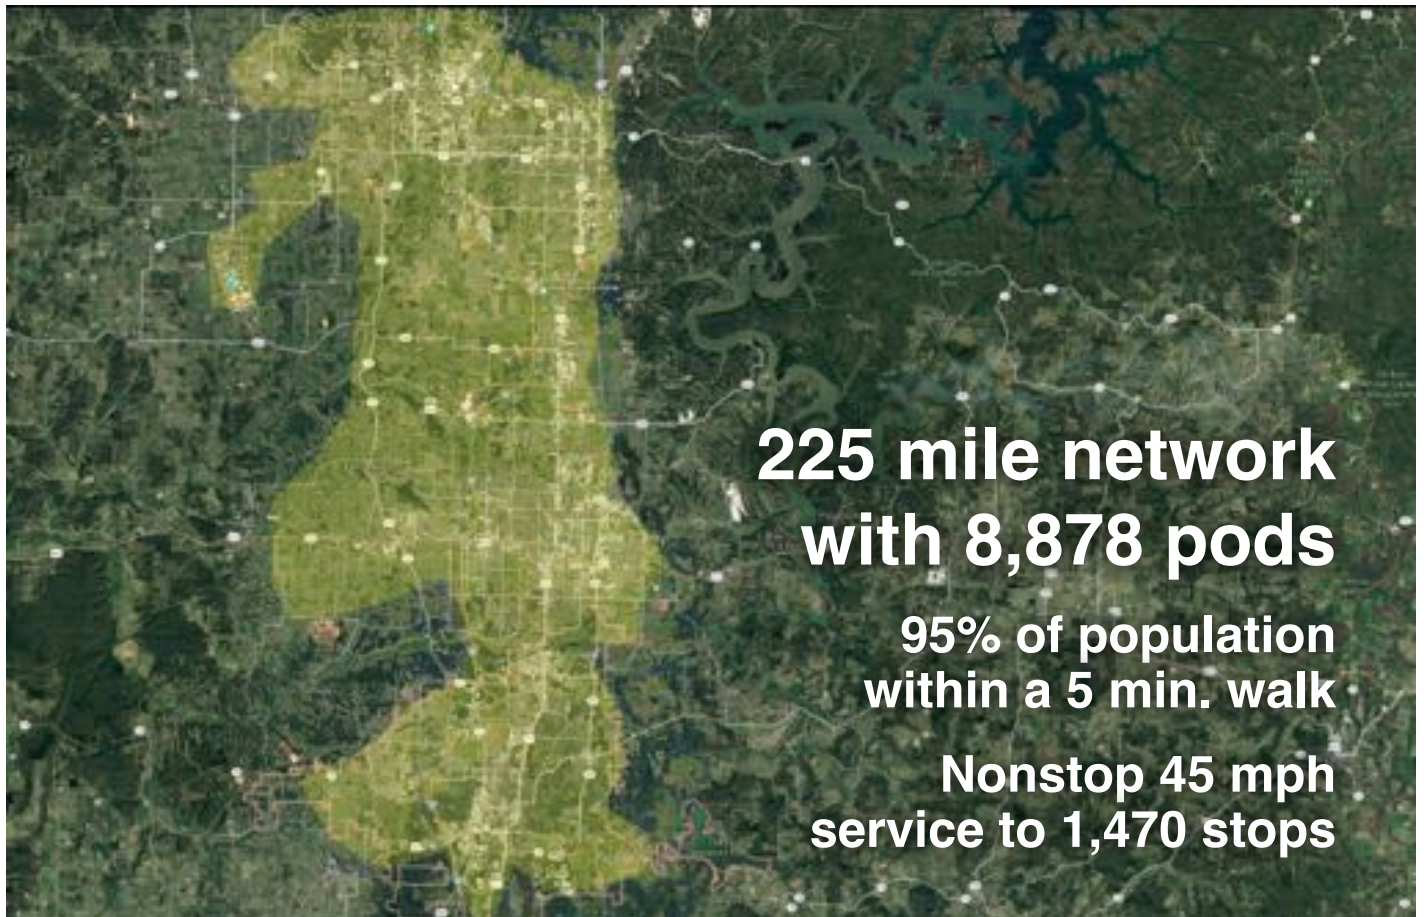 225 mile network
with 8,878 pods
95% of population
within a 5 min. walk
Nonstop 45 mph
service to 1,470 stops